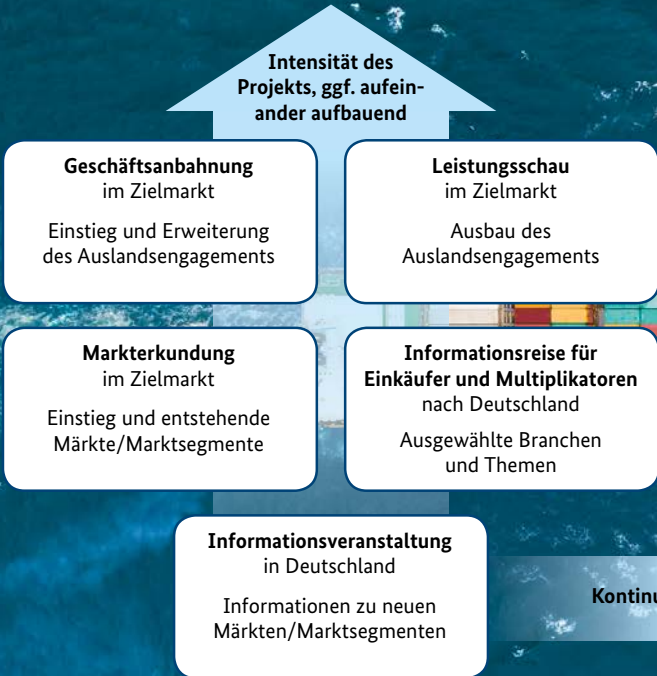 Intensität des
Projekts, ggf. aufein-
ander aufbauend
Geschäftsanbahnung
im Zielmarkt
Einstieg und Erweiterung
des Auslandsengagements
Leistungsschau
im Zielmarkt
Ausbau des
Auslandsengagements
Markterkundung
im Zielmarkt
Einstieg und entstehende
Märkte/Marktsegmente
Informationsreise für
Einkäufer und Multiplikatoren
nach Deutschland
Ausgewählte Branchen
und Themen
Informationsveranstaltung
in Deutschland
Informationen zu neuen
Märkten/Marktsegmenten